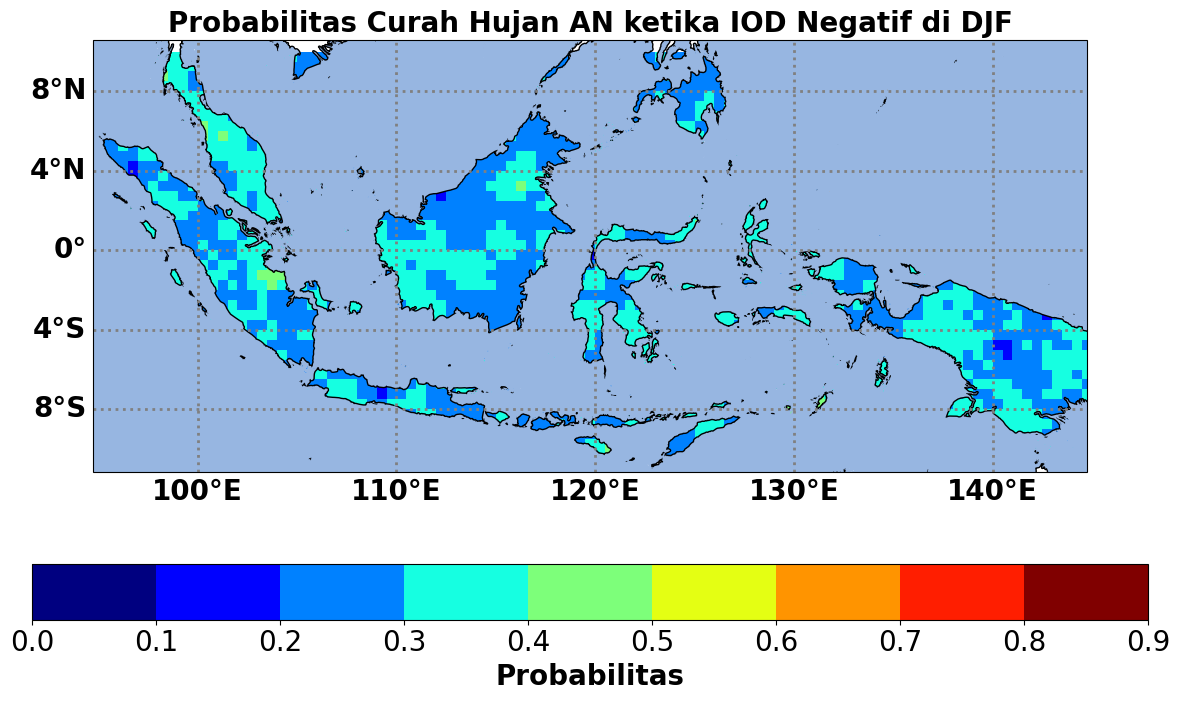 Probabilitas Curah Hujan AN ketika IOD Negatif di DJF
8°N
4°N
0°
4°S
8°S
100°E 110°E 120°E 130°E 140°E
0.0 0.1 0.2 0.3 0.4 0.5 0.6 0.7 0.8 0.9
Probabilitas